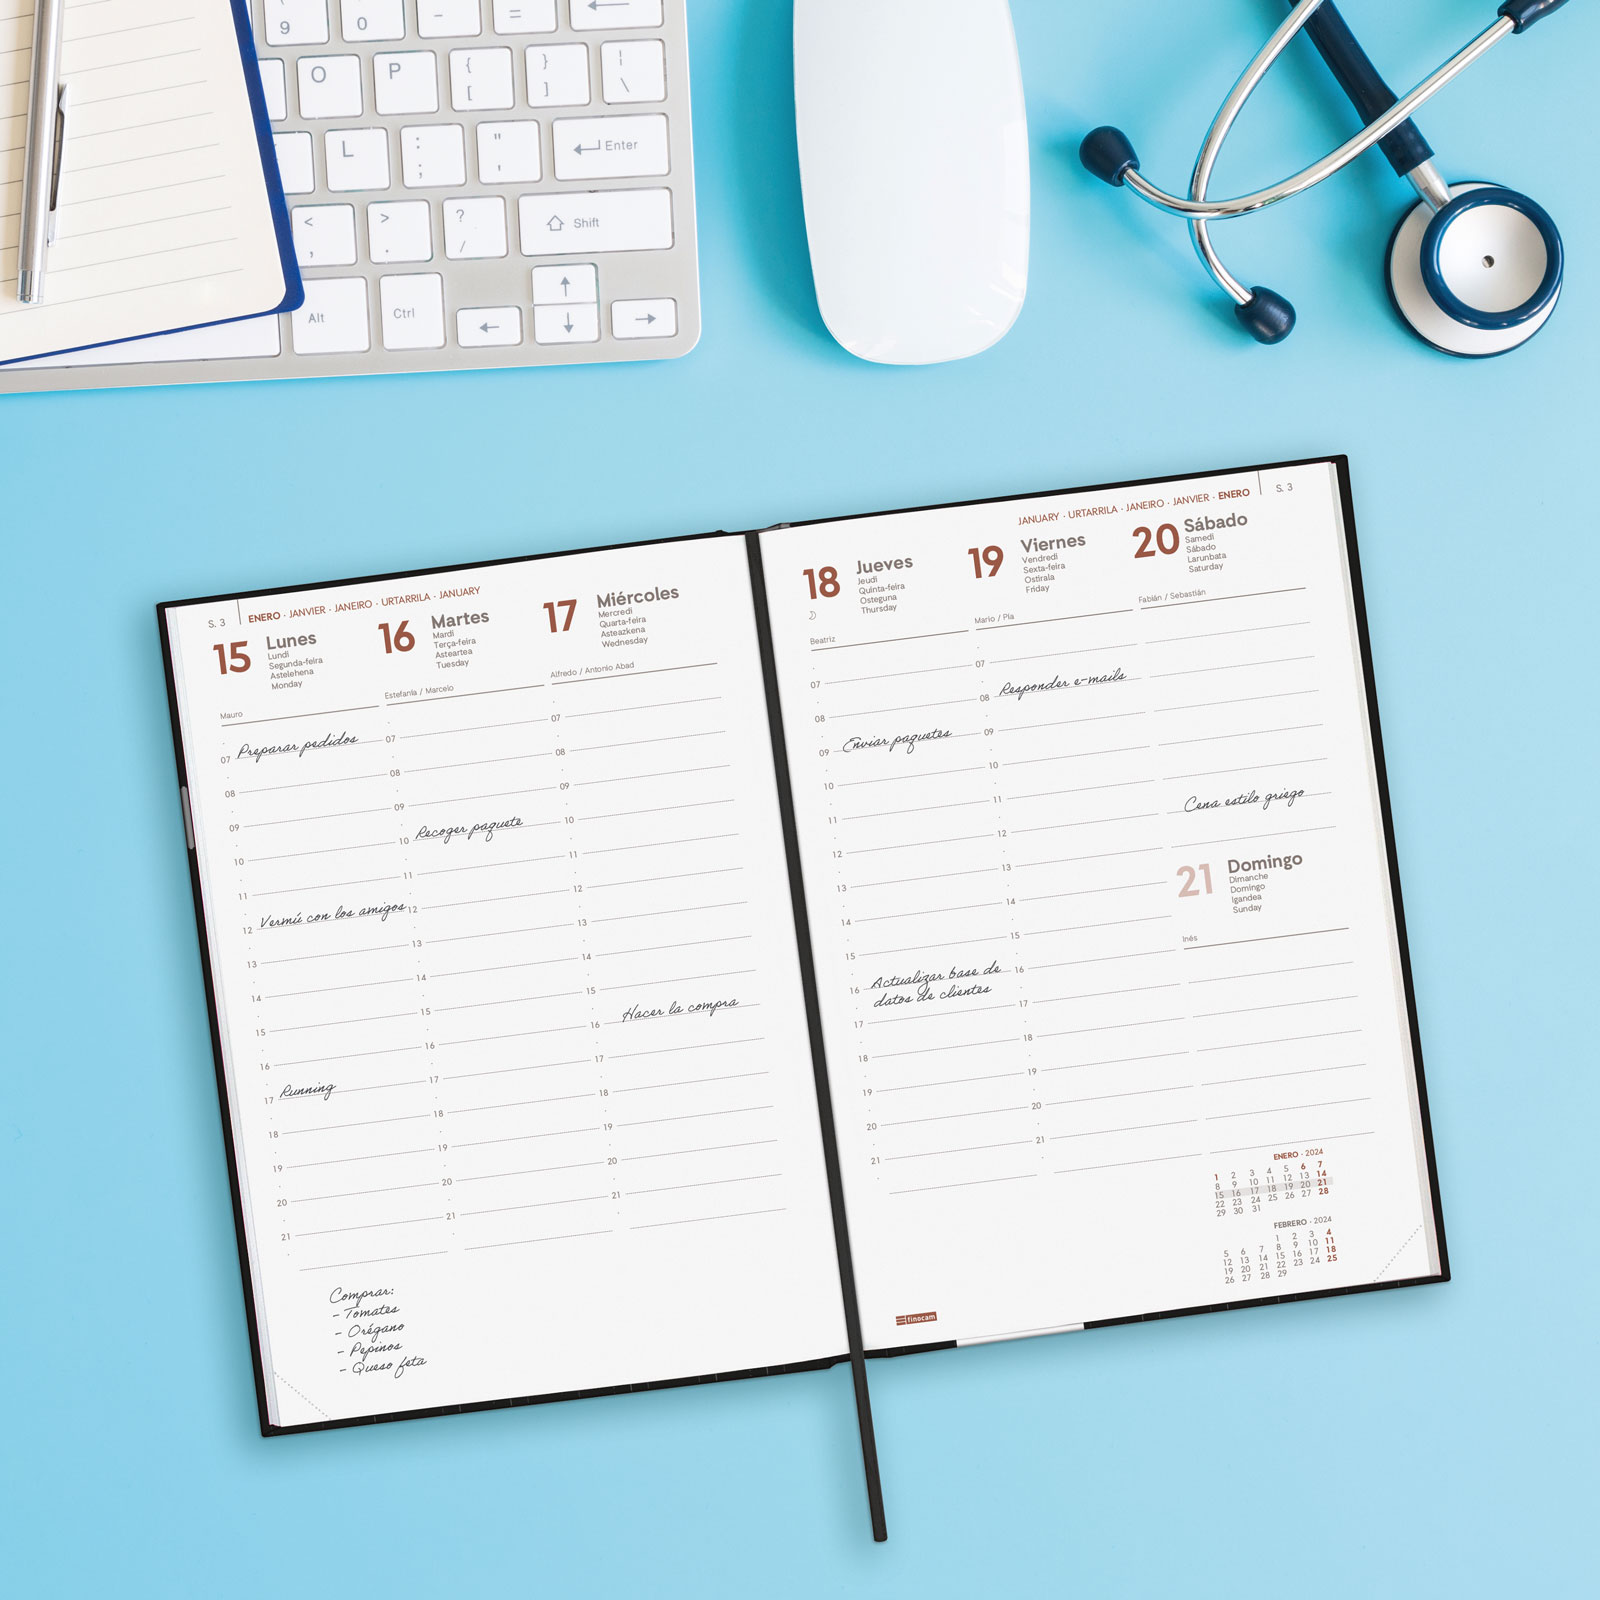 9
0
-
=
O
P
{
[
}
]
|
\
L
:
;
"
,
Enter
<
,
>
.
?
/
Shift
Alt
Ctrl
S. 3
ENERO · JANVIER · JANEIRO · URTARRILA · JANUARY
15 Lunes
Lundi
Segunda-feira
Astelehena
Monday
Mauro
07 Preparar pedidos
08
09
10
11
12 Vermú con los amigos
13
14
15
16
17 Running
18
19
20
21
16 Martes
Mardi
Terça-feira
Asteartea
Tuesday
Estefanía / Marcelo
07
08
09
10 Recoger paquete
11
12
13
14
15
16
17
18
19
20
21
17 Miércoles
Mercredi
Quarta-feira
Asteazkena
Wednesday
Alfredo / Antonio Abad
07
08
09
10
11
12
13
14
15
16 Hacer la compra
17
18
19
20
21
Comprar:
- Tomates
- Orégano
- Pepinos
- Queso feta
JANUARY · URTARRILA · JANEIRO · JANVIER · ENERO
S. 3
18 Jueves
Jeudi
Quinta-feira
Osteguna
Thursday
Beatriz
07
08
09 Enviar paquetes
10
11
12
13
14
15
16 Actualizar base de
datos de clientes
17
18
19
20
21
19 Viernes
Vendredi
Sexta-feira
Ostirala
Friday
Mario / Pía
07
08 Responder e-mails
09
10
11
12
13
14
15
16
17
18
19
20
21
20 Sábado
Samedi
Sábado
Larunbata
Saturday
Fabián / Sebastián
Cena estilo griego
21 Domingo
Dimanche
Domingo
Igandea
Sunday
Inés
ENERO · 2024
1 2 3 4 5 6 7
8 9 10 11 12 13 14
15 16 17 18 19 20 21
22 23 24 25 26 27 28
29 30 31
FEBRERO · 2024
1 2 3 4
5 6 7 8 9 10 11
12 13 14 15 16 17 18
19 20 21 22 23 24 25
26 27 28 29
finocam